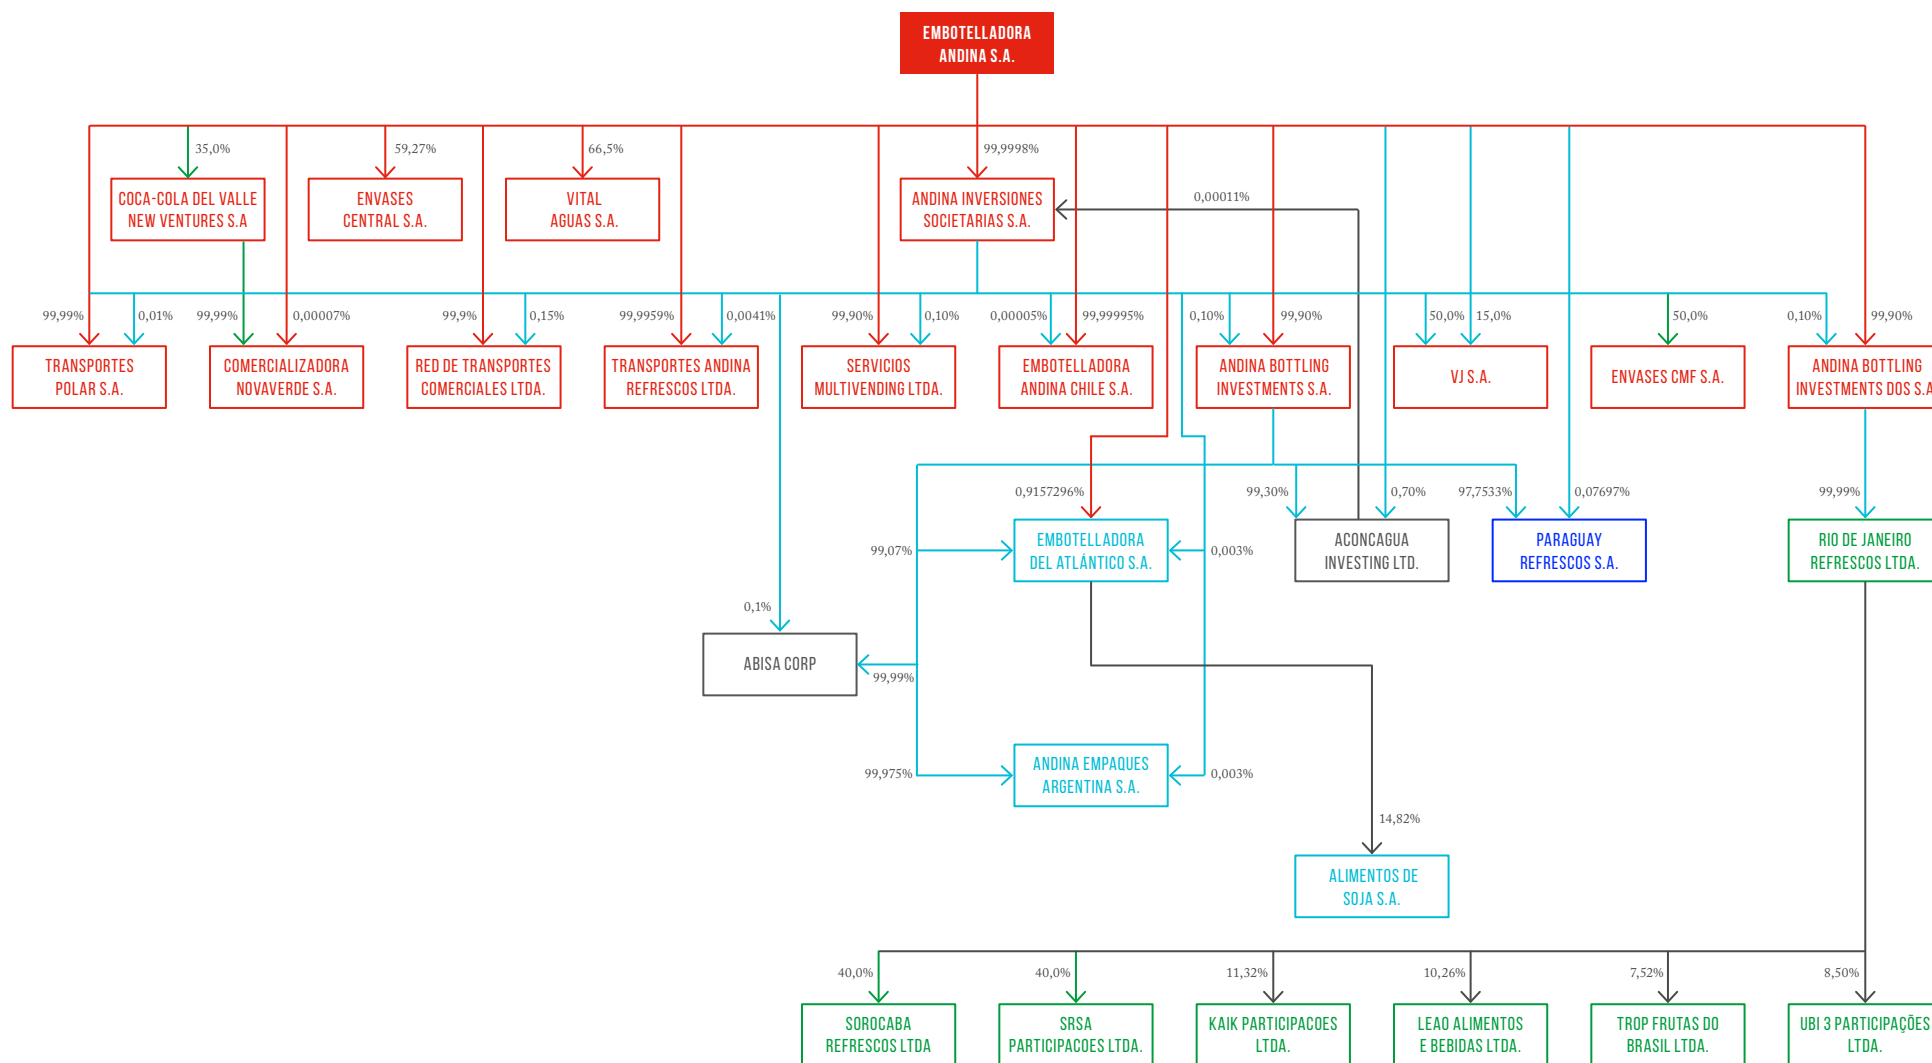 EMBOTELLADORA
ANDINA S.A.
35,0%
59,27%
66,5%
99,9998%
COCA-COLA DEL VALLE
NEW VENTURES S.A
ENVASES
CENTRAL S.A.
VITAL
AGUAS S.A.
ANDINA INVERSIONES
SOCIETARIAS S.A.
0,00011%
99,99%
0,01%
99,99%
0,00007%
99,9%
0,15%
99,9959%
0,0041%
99,90%
0,10%
0,00005%
99,99995%
0,10%
99,90%
50,0%
15,0%
50,0%
0,10%
99,90%
TRANSPORTES
POLAR S.A.
COMERCIALIZADORA
NOVAVERDE S.A.
RED DE TRANSPORTES
COMERCIALES LTDA.
TRANSPORTES ANDINA
REFRESCOS LTDA.
SERVICIOS
MULTIVENDING LTDA.
EMBOTELLADORA
ANDINA CHILE S.A.
ANDINA BOTTLING
INVESTMENTS S.A.
VJ S.A.
ENVASES CMF S.A.
ANDINA BOTTLING
INVESTMENTS DOS S.A
0,9157296%
99,30%
0,70%
97,7533%
0,07697%
99,99%
99,07%
EMBOTELLADORA
DEL ATLÁNTICO S.A.
0,003%
ACONCAGUA
INVESTING LTD.
PARAGUAY
REFRESCOS S.A.
RIO DE JANEIRO
REFRESCOS LTDA.
0,1%
ABISA CORP
99,99%
99,975%
ANDINA EMPAQUES
ARGENTINA S.A.
0,003%
14,82%
ALIMENTOS DE
SOJA S.A.
40,0%
40,0%
11,32%
10,26%
7,52%
8,50%
SOROCABA
REFRESCOS LTDA
SRSA
PARTICIPACOES LTDA.
KAIK PARTICIPACOES
LTDA.
LEAO ALIMENTOS
E BEBIDAS LTDA.
TROP FRUTAS DO
BRASIL LTDA.
UBI 3 PARTICIPAÇÕES
LTDA.